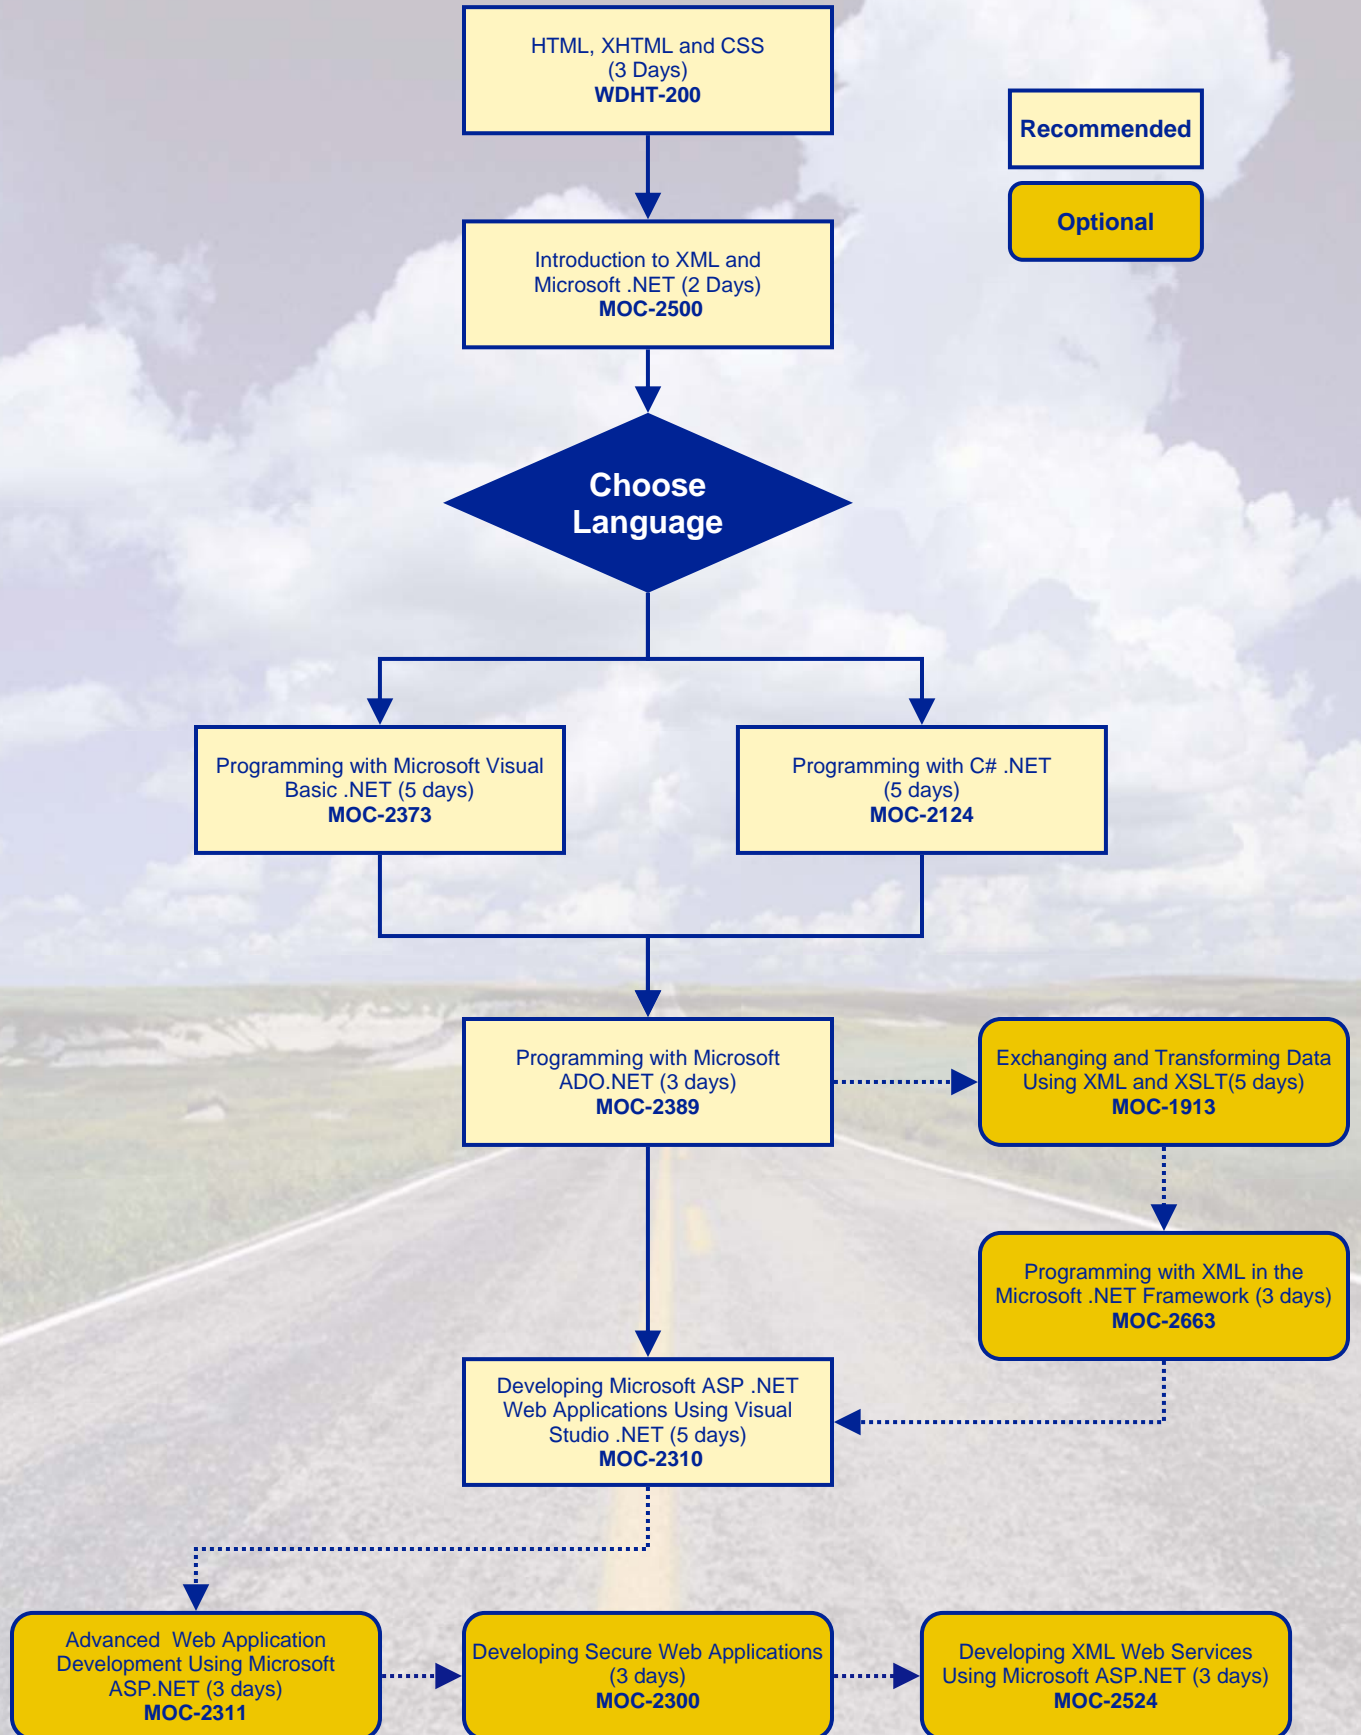 HTML, XHTML and CSS
(3 Days)
WDHT-200
Recommended
Optional
Introduction to XML and
Microsoft .NET (2 Days)
MOC-2500
Choose
Language
Programming with Microsoft Visual
Basic .NET (5 days)
MOC-2373
Programming with C# .NET
(5 days)
MOC-2124
Programming with Microsoft
ADO.NET (3 days)
MOC-2389
Exchanging and Transforming Data
Using XML and XSLT(5 days)
MOC-1913
Programming with XML in the
Microsoft .NET Framework (3 days)
MOC-2663
Developing Microsoft ASP .NET
Web Applications Using Visual
Studio .NET (5 days)
MOC-2310
Advanced  Web Application
Development Using Microsoft
ASP.NET (3 days)
MOC-2311
Developing Secure Web Applications
(3 days)
MOC-2300
Developing XML Web Services
Using Microsoft ASP.NET (3 days)
MOC-2524